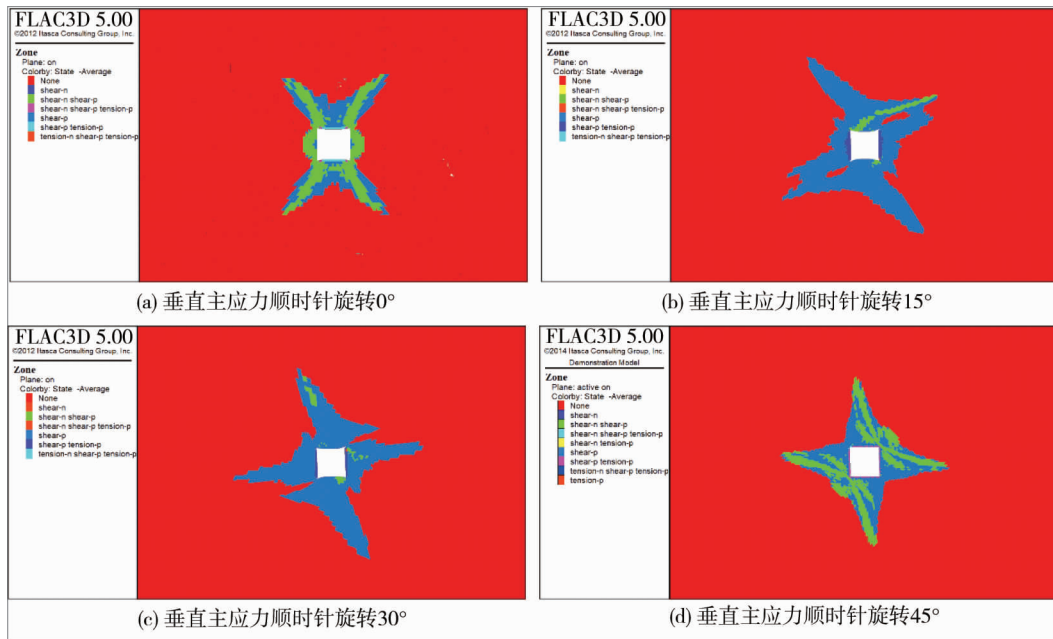 FLAC3D 5.00
©2012 Itasca Consulting Group, Inc.
Zone
Plane: on
Colorby: State -Average
None
shear-n
shear-n shear-p
shear-n shear-p tension-p
shear-p
shear-p tension-p
tension-n shear-p tension-p
(a) 垂直主应力顺时针旋转0°
FLAC3D 5.00
©2012 Itasca Consulting Group, Inc.
Zone
Plane: on
Colorby: State -Average
None
shear-n
shear-n shear-p
shear-n shear-p tension-p
shear-p
shear-p tension-p
tension-n shear-p tension-p
(b) 垂直主应力顺时针旋转15°
FLAC3D 5.00
©2012 Itasca Consulting Group, Inc.
Zone
Plane: on
Colorby: State -Average
None
shear-n
shear-n shear-p
shear-n shear-p tension-p
shear-p
shear-p tension-p
tension-n shear-p tension-p
(c) 垂直主应力顺时针旋转30°
FLAC3D 5.00
©2014 Itasca Consulting Group, Inc.
Demonstration Model
Zone
Plane: active on
Colorby: State -Average
None
shear-n
shear-n shear-p
shear-n shear-p tension-p
shear-n tension-p
shear-p
shear-p tension-p
tension-n shear-p tension-p
tension-p
(d) 垂直主应力顺时针旋转45°